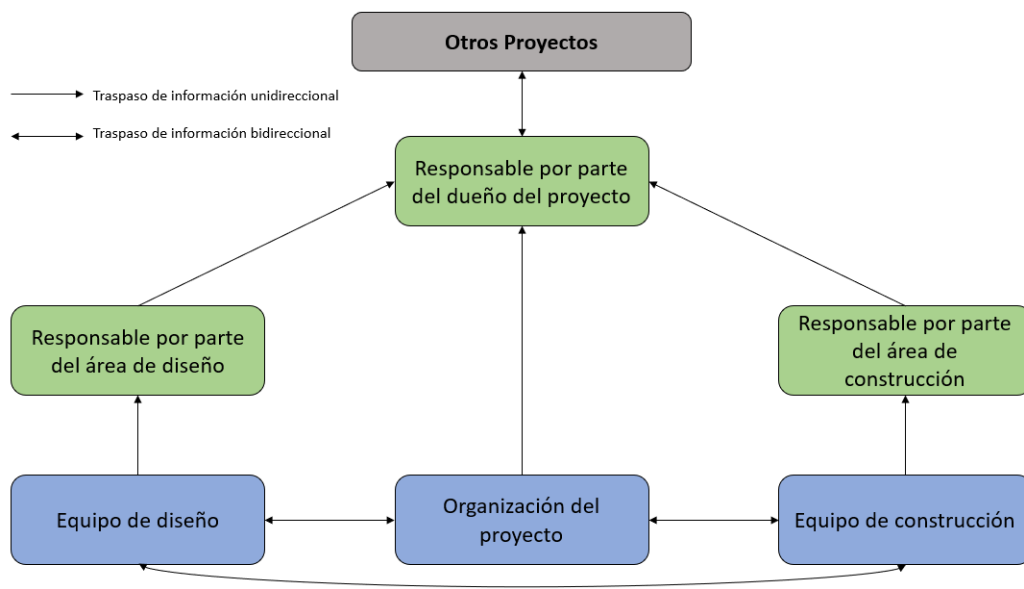 Otros Proyectos
Traspaso de información unidireccional
Traspaso de información bidireccional
Responsable por parte
del dueño del proyecto
Responsable por parte
del área de diseño
Responsable por parte
del área de
construcción
Equipo de diseño
Organización del
proyecto
Equipo de construcción